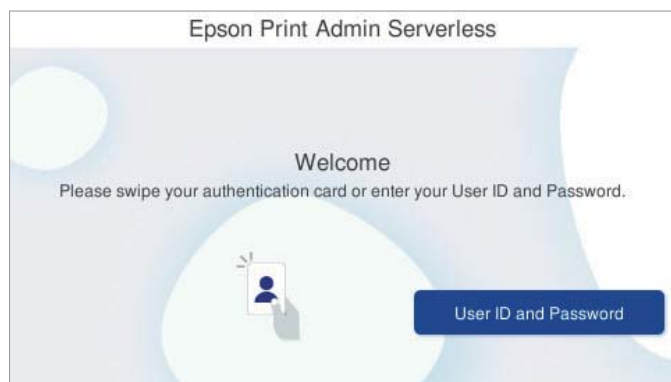 Epson Print Admin Serverless
Welcome
Please swipe your authentication card or enter your User ID and Password.
User ID and Password